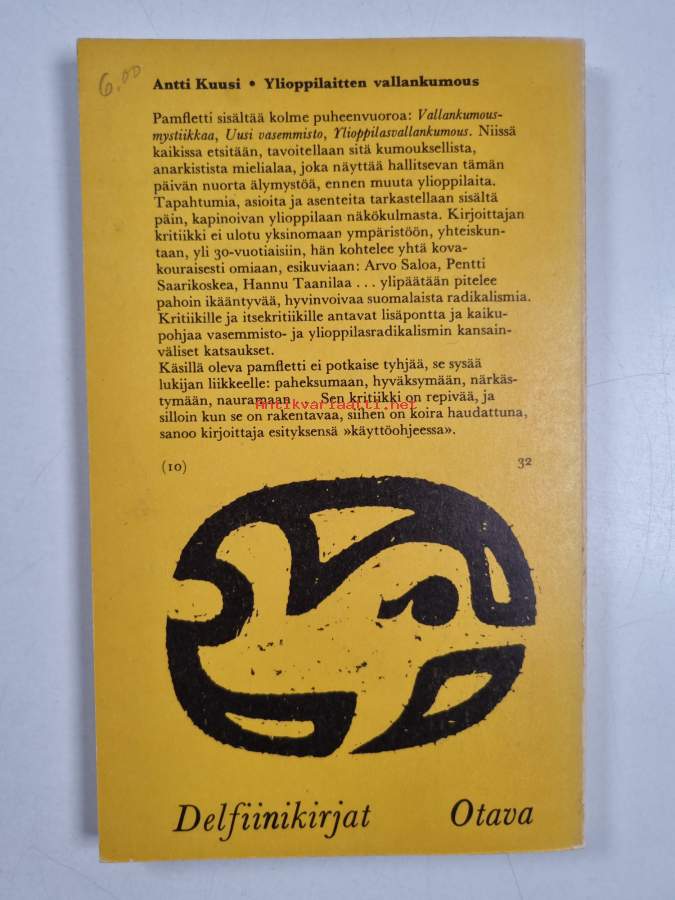 6.00
Antti Kuusi • Ylioppilaitten vallankumous
Pamfletti sisältää kolme puheenvuoroa: Vallankumous-
mystiikkaa, Uusi vasemmisto, Ylioppilasvallankumous. Niissä
kaikissa etsitään, tavoitellaan sitä kumouksellista,
anarkistista mielialaa, joka näyttää hallitsevan tämän
päivän nuorta älymystöä, ennen muuta ylioppilaita.
Tapahtumia, asioita ja asenteita tarkastellaan sisältä
päin, kapinoivan ylioppilaan näkökulmasta. Kirjoittajan
kritiikki ei ulotu yksinomaan ympäristöön, yhteiskun-
taan, yli 30-vuotiaisiin, hän kohtelee yhtä kova-
kouraisesti omiaan, esikuviaan: Arvo Saloa, Pentti
Saarikoskea, Hannu Taanilaa . . . ylipäätään pitelee
pahoin ikääntyvää, hyvinvoivaa suomalaista radikalismia.
Kritiikille ja itsekritiikille antavat lisäpontta ja kaiku-
pohjaa vasemmisto- ja ylioppilasradikalismin kansain-
väliset katsaukset.
Käsillä oleva pamfletti ei potkaise tyhjää, se sysää
lukijan liikkeelle: paheksumaan, hyväksymään, närkäs-
tymään, nauramaan . . . Sen kritiikki on repivää, ja
Antikvariaatti.net
silloin kun se on rakentavaa, siihen on koira haudattuna,
sanoo kirjoittaja esityksensä »käyttöohjeessa».
(10) 32
Delfiinikirjat Otava